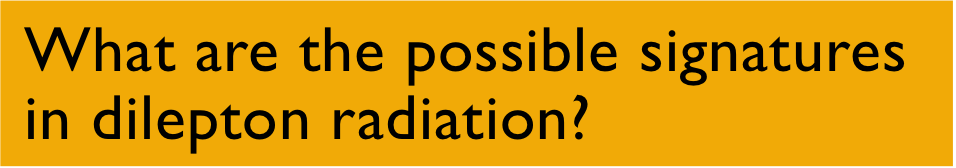 What are the possible signatures
in dilepton radiation?